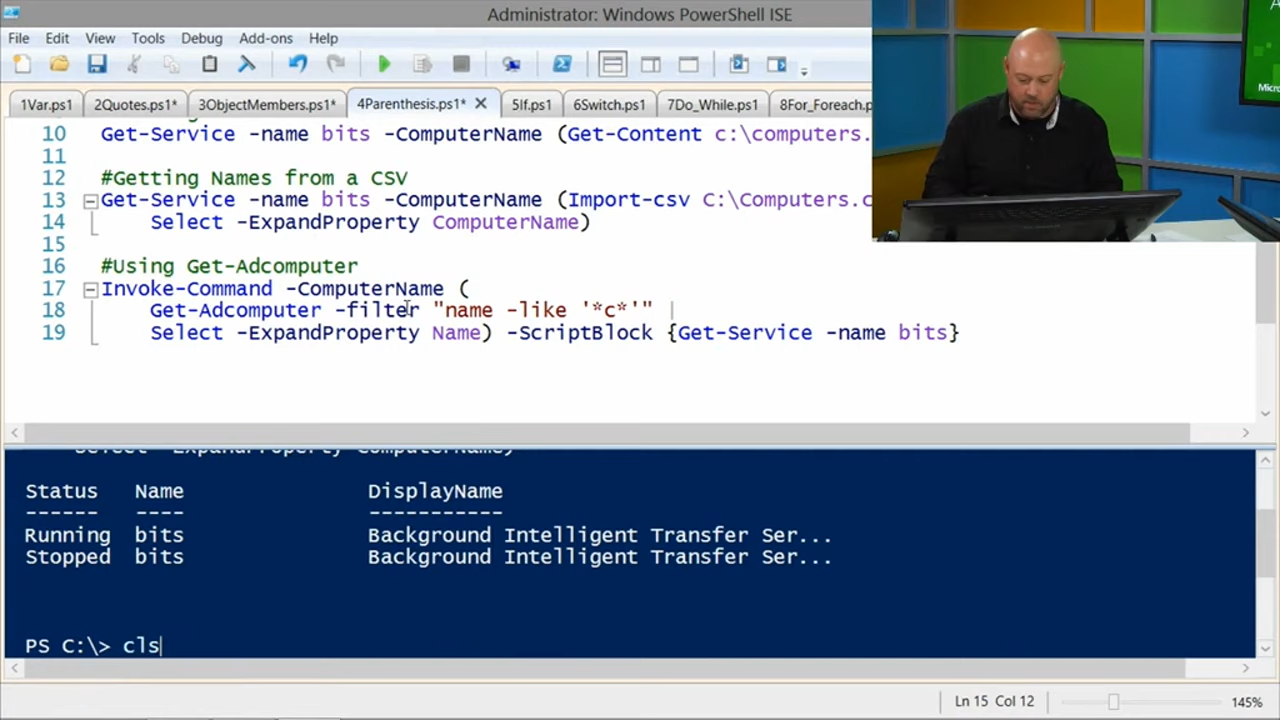 Administrator: Windows PowerShell ISE
File Edit View Tools Debug Add-ons Help
1Var.ps1 2Quotes.ps1* 3ObjectMembers.ps1* 4Parenthesis.ps1* 5If.ps1 6Switch.ps1 7Do_While.ps1 8For_Foreach.p
10 Get-Service -name bits -ComputerName (Get-Content c:\computers.
11
12 #Getting Names from a CSV
13 Get-Service -name bits -ComputerName (Import-csv C:\Computers.c
14 Select -ExpandProperty ComputerName)
15
16 #Using Get-Adcomputer
17 Invoke-Command -ComputerName (
18 Get-Adcomputer -filter "name -like '*c*'" |
19 Select -ExpandProperty Name) -ScriptBlock {Get-Service -name bits}
Select -ExpandProperty ComputerName)
Status Name DisplayName
------ ---- -----------
Running bits Background Intelligent Transfer Ser...
Stopped bits Background Intelligent Transfer Ser...
PS C:\> cls
Ln 15 Col 12 145%